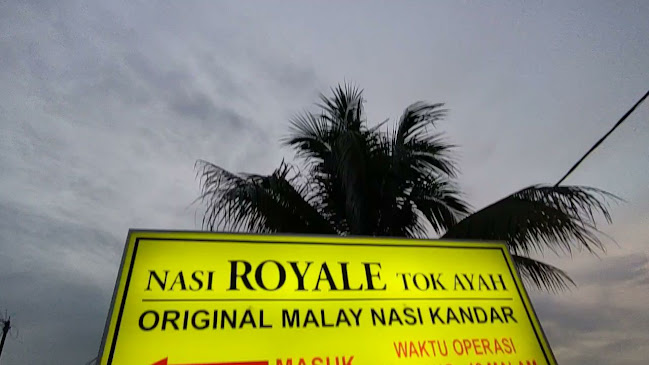 NASI ROYALE TOK AYAH
ORIGINAL MALAY NASI KANDAR
WAKTU OPERASI
MASUK